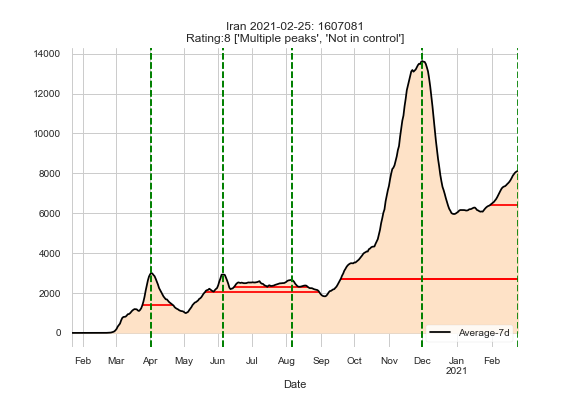 Iran 2021-02-25: 1607081
Rating:8 ['Multiple peaks', 'Not in control']
14000
12000
10000
8000
6000
4000
2000
0
Average-7d
Feb Mar Apr May Jun Jul Aug Sep Oct Nov Dec Jan Feb
2021
Date